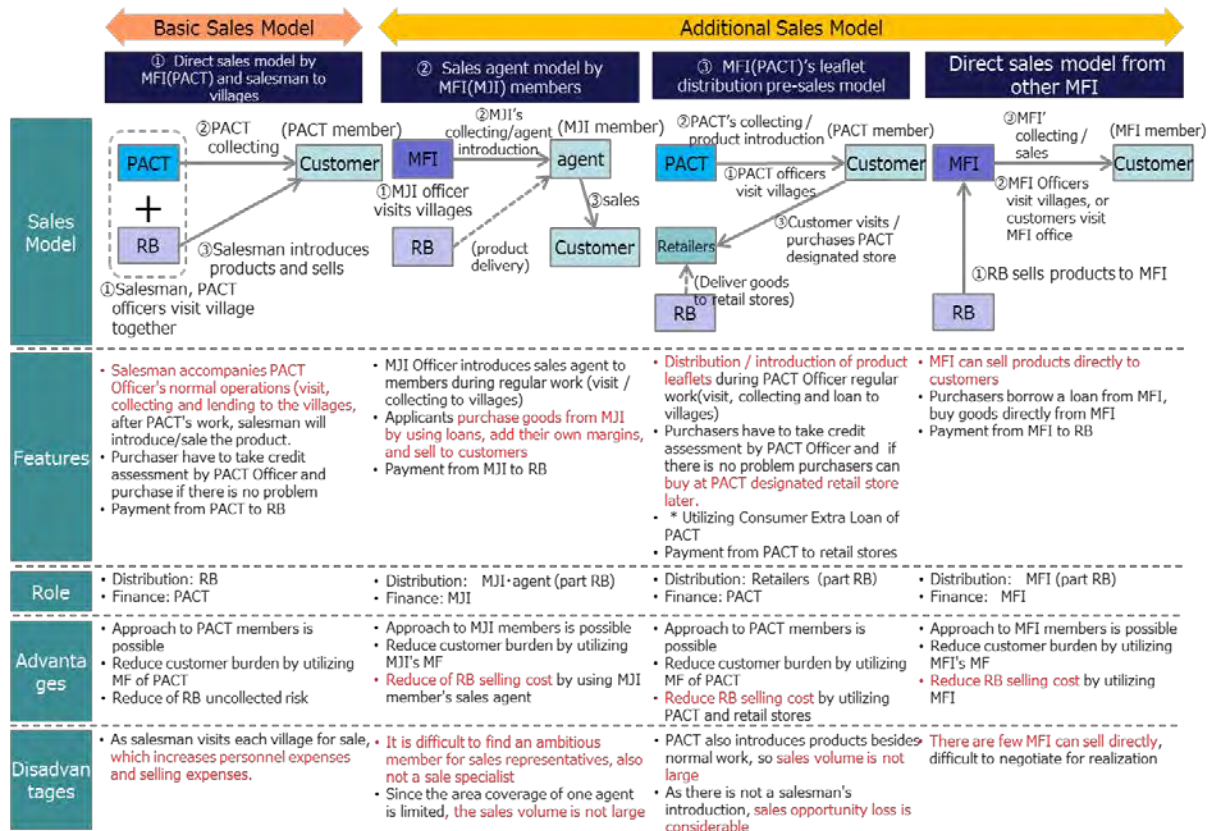 Basic Sales Model
Additional Sales Model
① Direct sales model by
MFI(PACT) and salesman to
villages
② Sales agent model by
MFI(MJI) members
③ MFI(PACT)'s leaflet
distribution pre-sales model
Direct sales model from
other MFI
Sales
Model
②PACT
collecting
(PACT member)
PACT
Customer
+
RB
③Salesman introduces
products and sells
①Salesman, PACT
officers visit village
together
②MJI's
collecting/agent
introduction
(MJI member)
MFI
agent
①MJI officer
visits villages
③sales
RB
(product
delivery)
Customer
②PACT's collecting /
product introduction
(PACT member)
PACT
Customer
①PACT officers
visit villages
Retailers
③Customer visits /
purchases PACT
designated store
(Deliver goods
to retail stores)
RB
③MFI'
collecting /
sales
(MFI member)
MFI
Customer
②MFI Officers
visit villages, or
customers visit
MFI office
①RB sells products to MFI
RB
Features
• Salesman accompanies PACT
Officer's normal operations (visit,
collecting and lending to the villages,
after PACT's work, salesman will
introduce/sale the product.
• Purchaser have to take credit
assessment by PACT Officer and
purchase if there is no problem
• Payment from PACT to RB
• MJI Officer introduces sales agent to
members during regular work (visit /
collecting to villages)
• Applicants purchase goods from MJI
by using loans, add their own margins,
and sell to customers
• Payment from MJI to RB
• Distribution / introduction of product
leaflets during PACT Officer regular
work(visit, collecting and loan to
villages)
• Purchasers have to take credit
assessment by PACT Officer and if
there is no problem purchasers can
buy at PACT designated retail store
later.
• * Utilizing Consumer Extra Loan of
PACT
• Payment from PACT to retail stores
• MFI can sell products directly to
customers
• Purchasers borrow a loan from MFI,
buy goods directly from MFI
• Payment from MFI to RB
Role
• Distribution: RB
• Finance: PACT
• Distribution: MJI･agent (part RB)
• Finance: MJI
• Distribution: Retailers (part RB)
• Finance: PACT
• Distribution: MFI (part RB)
• Finance: MFI
Advanta
ges
• Approach to PACT members is
possible
• Reduce customer burden by utilizing
MF of PACT
• Reduce of RB uncollected risk
• Approach to MJI members is possible
• Reduce customer burden by utilizing
MJI's MF
• Reduce of RB selling cost by using MJI
member's sales agent
• Approach to PACT members is
possible
• Reduce customer burden by utilizing
MF of PACT
• Reduce RB selling cost by utilizing
PACT and retail stores
• Approach to MFI members is possible
• Reduce customer burden by utilizing
MFI's MF
• Reduce RB selling cost by utilizing
MFI
Disadvan
tages
• As salesman visits each village for sale,
which increases personnel expenses
and selling expenses.
• It is difficult to find an ambitious
member for sales representatives, also
not a sale specialist
• Since the area coverage of one agent
is limited, the sales volume is not large
• PACT also introduces products besides
normal work, so sales volume is not
large
• As there is not a salesman's
introduction, sales opportunity loss is
considerable
• There are few MFI can sell directly,
difficult to negotiate for realization